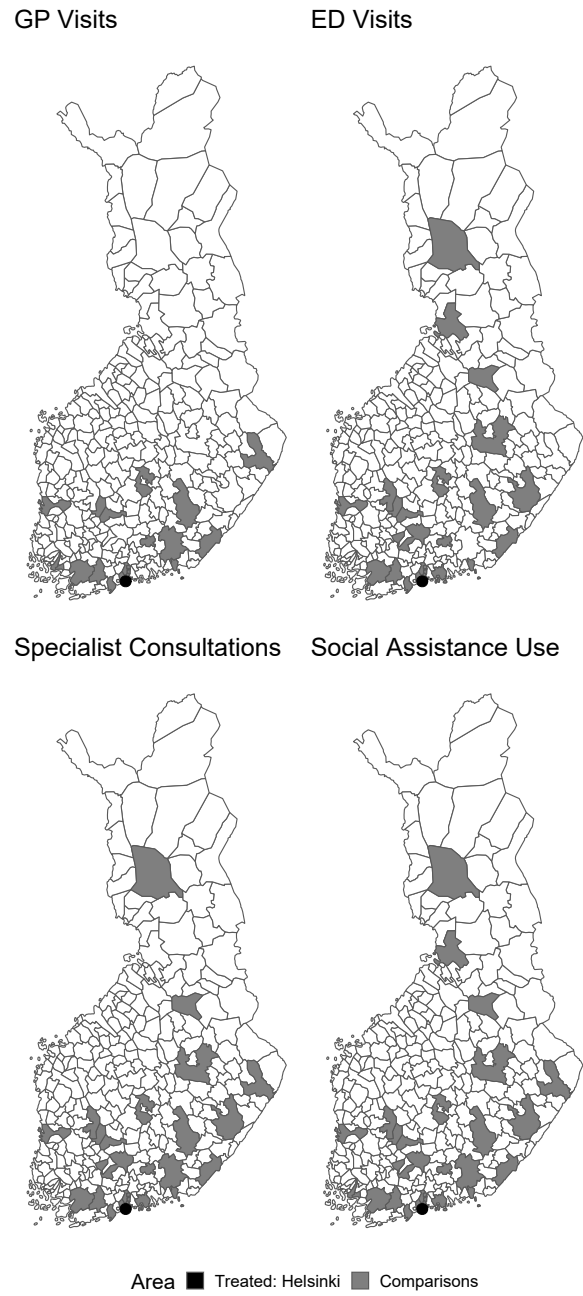 GP Visits
ED Visits
Specialist Consultations
Social Assistance Use
Area Treated: Helsinki Comparisons